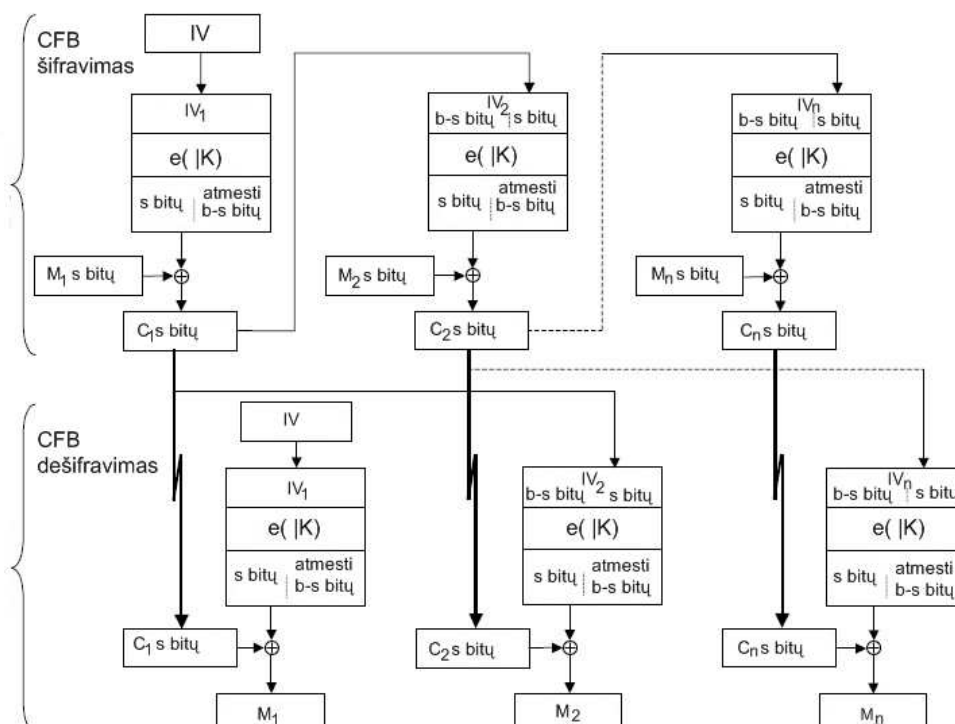 CFB
šifravimas
IV
IV1
e( |K)
s bitų
atmesti
b-s bitų
M1 s bitų
C1 s bitų
IV2
b-s bitų s bitų
e( |K)
s bitų
atmesti
b-s bitų
M2 s bitų
C2 s bitų
IVn
b-s bitų s bitų
e( |K)
s bitų
atmesti
b-s bitų
Mn s bitų
Cn s bitų
CFB
dešifravimas
IV
IV1
e( |K)
s bitų
atmesti
b-s bitų
C1 s bitų
M1
IV2
b-s bitų s bitų
e( |K)
s bitų
atmesti
b-s bitų
C2 s bitų
M2
IVn
b-s bitų s bitų
e( |K)
s bitų
atmesti
b-s bitų
Cn s bitų
Mn